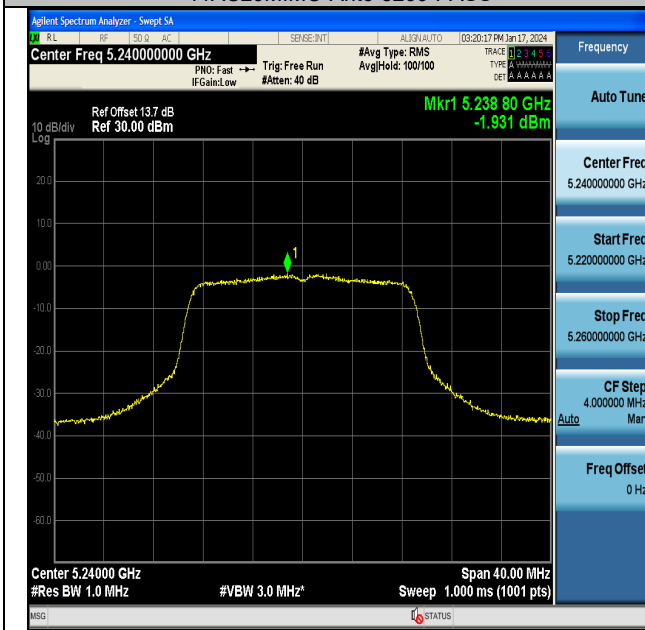 Agilent Spectrum Analyzer - Swept SA
LXI RL RF 50 Ω AC SENSE:INT ALIGNAUTO 03:20:17 PM Jan 17, 2024
Center Freq 5.240000000 GHz
PNO: Fast
IFGain:Low
Trig: Free Run
#Atten: 40 dB
#Avg Type: RMS
Avg|Hold: 100/100
TRACE 1 2 3 4 5 6
TYPE A
DET A A A A A A
Ref Offset 13.7 dB
10 dB/div Ref 30.00 dBm
Log
Mkr1 5.238 80 GHz
-1.931 dBm
20.0
10.0
0.00
-10.0
-20.0
-30.0
-40.0
-50.0
-60.0
1
Center 5.24000 GHz Span 40.00 MHz
#Res BW 1.0 MHz #VBW 3.0 MHz* Sweep 1.000 ms (1001 pts)
MSG STATUS
Frequency
Auto Tune
Center Freq
5.240000000 GHz
Start Freq
5.220000000 GHz
Stop Freq
5.260000000 GHz
CF Step
4.000000 MHz
Auto Man
Freq Offset
0 Hz